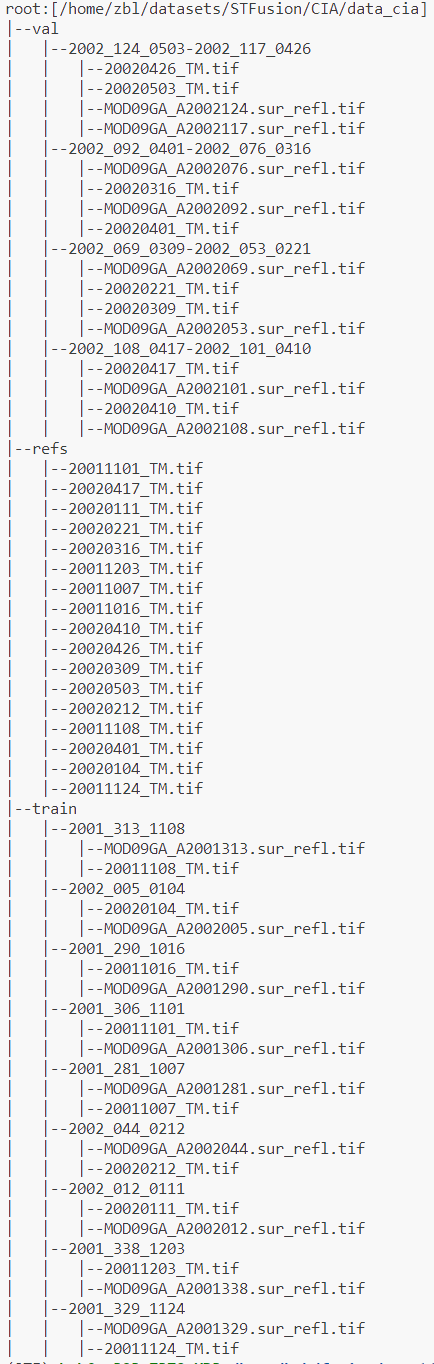 root:[/home/zbl/datasets/STFusion/CIA/data_cia]
|--val
|   |--2002_124_0503-2002_117_0426
|   |   |--20020426_TM.tif
|   |   |--20020503_TM.tif
|   |   |--MOD09GA_A2002124.sur_refl.tif
|   |   |--MOD09GA_A2002117.sur_refl.tif
|   |--2002_092_0401-2002_076_0316
|   |   |--MOD09GA_A2002076.sur_refl.tif
|   |   |--20020316_TM.tif
|   |   |--MOD09GA_A2002092.sur_refl.tif
|   |   |--20020401_TM.tif
|   |--2002_069_0309-2002_053_0221
|   |   |--MOD09GA_A2002069.sur_refl.tif
|   |   |--20020221_TM.tif
|   |   |--20020309_TM.tif
|   |   |--MOD09GA_A2002053.sur_refl.tif
|   |--2002_108_0417-2002_101_0410
|   |   |--20020417_TM.tif
|   |   |--MOD09GA_A2002101.sur_refl.tif
|   |   |--20020410_TM.tif
|   |   |--MOD09GA_A2002108.sur_refl.tif
|--refs
|   |--20011101_TM.tif
|   |--20020417_TM.tif
|   |--20020111_TM.tif
|   |--20020221_TM.tif
|   |--20020316_TM.tif
|   |--20011203_TM.tif
|   |--20011007_TM.tif
|   |--20011016_TM.tif
|   |--20020410_TM.tif
|   |--20020426_TM.tif
|   |--20020309_TM.tif
|   |--20020503_TM.tif
|   |--20020212_TM.tif
|   |--20011108_TM.tif
|   |--20020401_TM.tif
|   |--20020104_TM.tif
|   |--20011124_TM.tif
|--train
|   |--2001_313_1108
|   |   |--MOD09GA_A2001313.sur_refl.tif
|   |   |--20011108_TM.tif
|   |--2002_005_0104
|   |   |--20020104_TM.tif
|   |   |--MOD09GA_A2002005.sur_refl.tif
|   |--2001_290_1016
|   |   |--20011016_TM.tif
|   |   |--MOD09GA_A2001290.sur_refl.tif
|   |--2001_306_1101
|   |   |--20011101_TM.tif
|   |   |--MOD09GA_A2001306.sur_refl.tif
|   |--2001_281_1007
|   |   |--MOD09GA_A2001281.sur_refl.tif
|   |   |--20011007_TM.tif
|   |--2002_044_0212
|   |   |--MOD09GA_A2002044.sur_refl.tif
|   |   |--20020212_TM.tif
|   |--2002_012_0111
|   |   |--20020111_TM.tif
|   |   |--MOD09GA_A2002012.sur_refl.tif
|   |--2001_338_1203
|   |   |--20011203_TM.tif
|   |   |--MOD09GA_A2001338.sur_refl.tif
|   |--2001_329_1124
|   |   |--MOD09GA_A2001329.sur_refl.tif
|   |   |--20011124_TM.tif